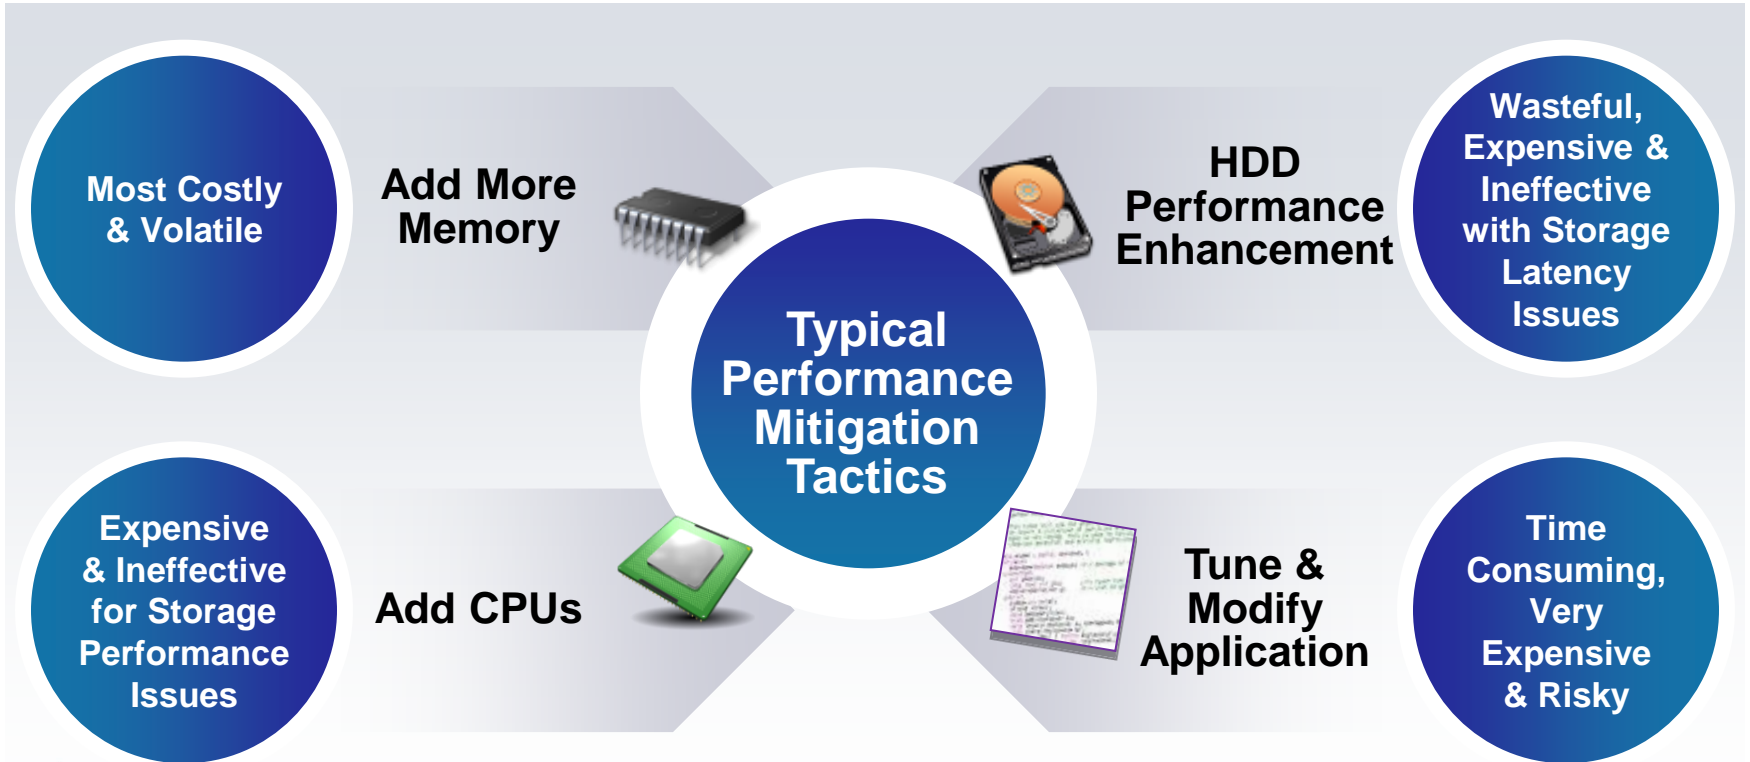 Most Costly
& Volatile
Add More
Memory
HDD
Performance
Enhancement
Wasteful,
Expensive &
Ineffective
with Storage
Latency
Issues
Typical
Performance
Mitigation
Tactics
Expensive
& Ineffective
for Storage
Performance
Issues
Add CPUs
Tune &
Modify
Application
Time
Consuming,
Very
Expensive
& Risky